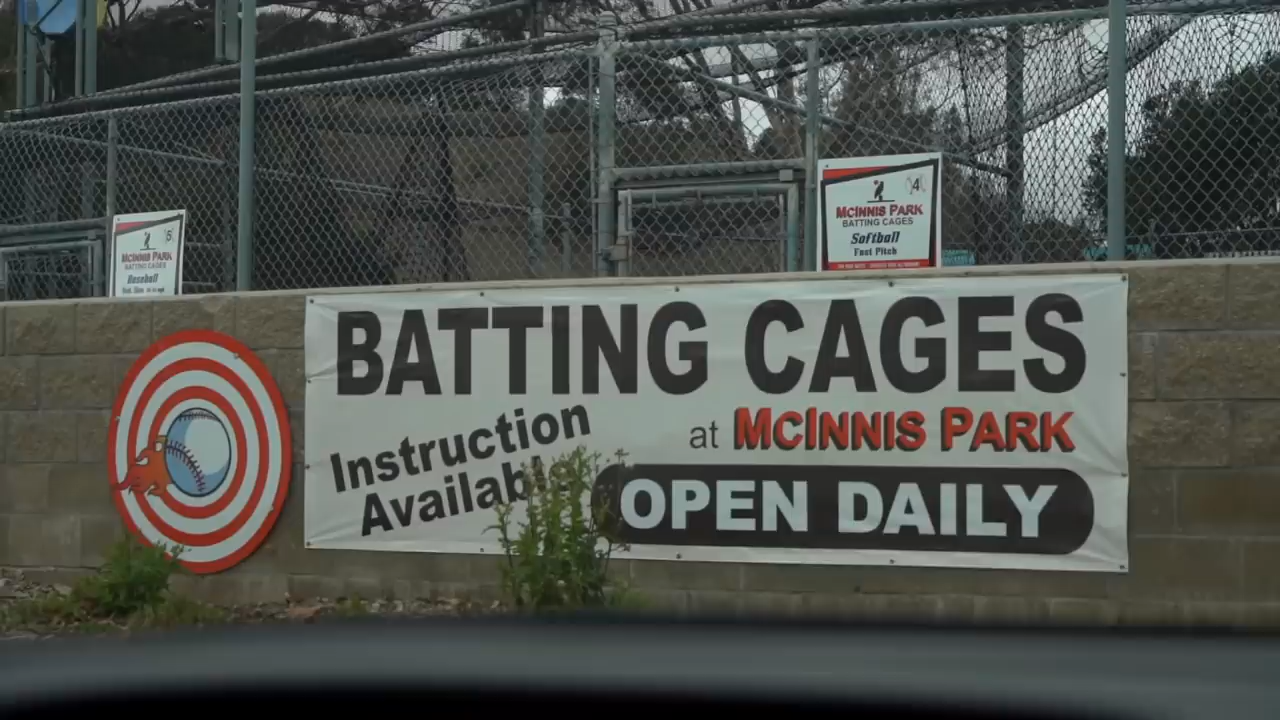 5
McINNIS PARK
BATTING CAGES
Baseball
4
McINNIS PARK
BATTING CAGES
Softball
Fast Pitch
BATTING CAGES
Instruction
Available
at McINNIS PARK
OPEN DAILY